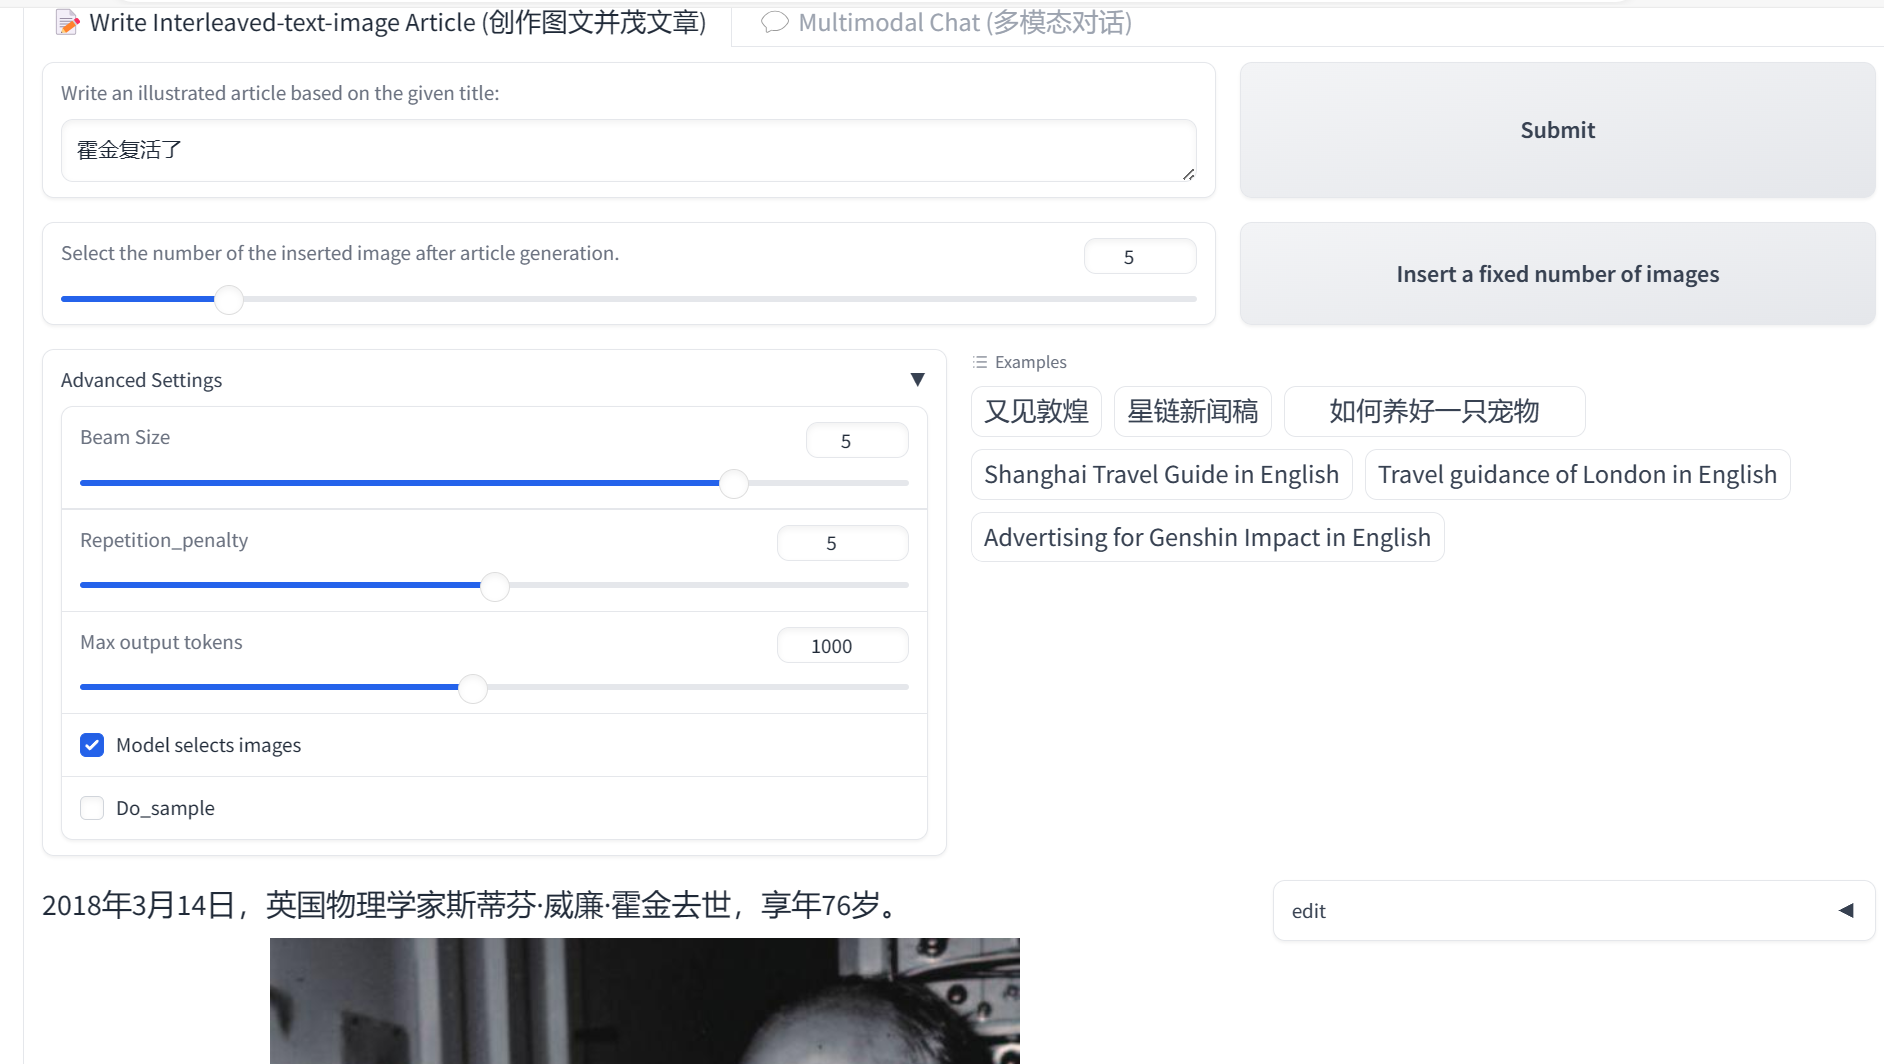 Write Interleaved-text-image Article (创作图文并茂文章)
Multimodal Chat (多模态对话)
Write an illustrated article based on the given title:
霍金复活了
Submit
Select the number of the inserted image after article generation.
5
Insert a fixed number of images
Advanced Settings
Examples
又见敦煌
星链新闻稿
如何养好一只宠物
Shanghai Travel Guide in English
Travel guidance of London in English
Advertising for Genshin Impact in English
Beam Size
5
Repetition_penalty
5
Max output tokens
1000
Model selects images
Do_sample
2018年3月14日，英国物理学家斯蒂芬·威廉·霍金去世，享年76岁。
edit